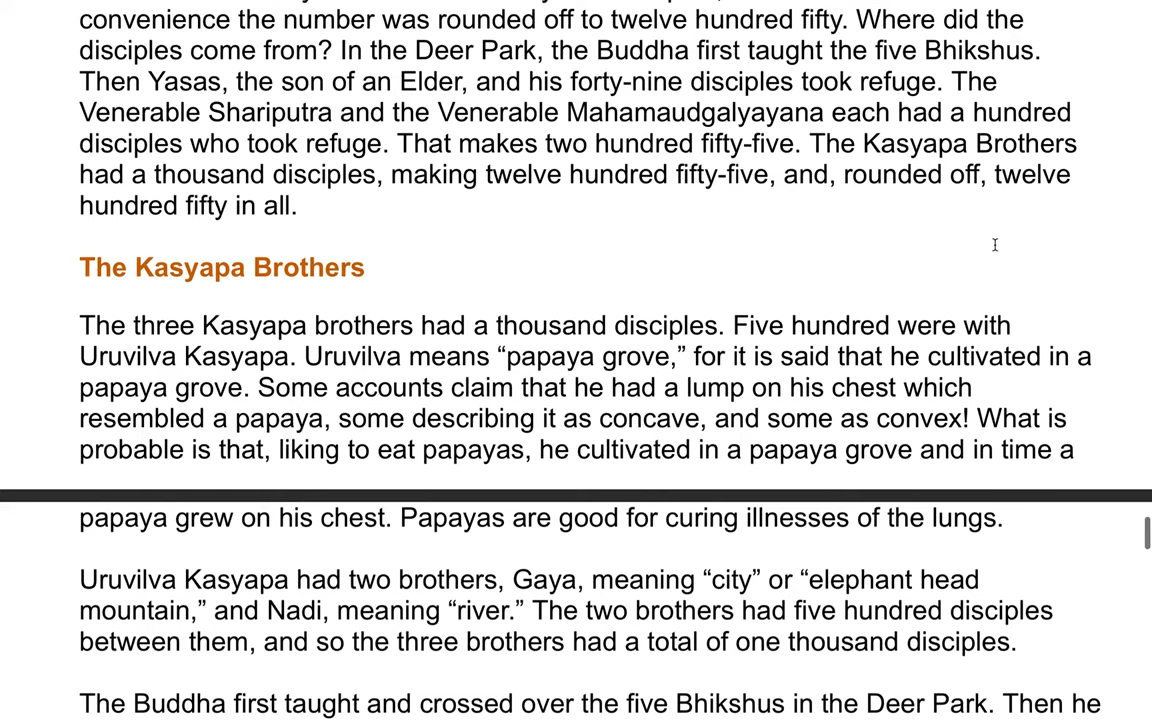 convenience the number was rounded off to twelve hundred fifty. Where did the
disciples come from? In the Deer Park, the Buddha first taught the five Bhikshus.
Then Yasas, the son of an Elder, and his forty-nine disciples took refuge. The
Venerable Shariputra and the Venerable Mahamaudgalyayana each had a hundred
disciples who took refuge. That makes two hundred fifty-five. The Kasyapa Brothers
had a thousand disciples, making twelve hundred fifty-five, and, rounded off, twelve
hundred fifty in all.
The Kasyapa Brothers
The three Kasyapa brothers had a thousand disciples. Five hundred were with
Uruvilva Kasyapa. Uruvilva means “papaya grove,” for it is said that he cultivated in a
papaya grove. Some accounts claim that he had a lump on his chest which
resembled a papaya, some describing it as concave, and some as convex! What is
probable is that, liking to eat papayas, he cultivated in a papaya grove and in time a
papaya grew on his chest. Papayas are good for curing illnesses of the lungs.
Uruvilva Kasyapa had two brothers, Gaya, meaning “city” or “elephant head
mountain,” and Nadi, meaning “river.” The two brothers had five hundred disciples
between them, and so the three brothers had a total of one thousand disciples.
The Buddha first taught and crossed over the five Bhikshus in the Deer Park. Then he